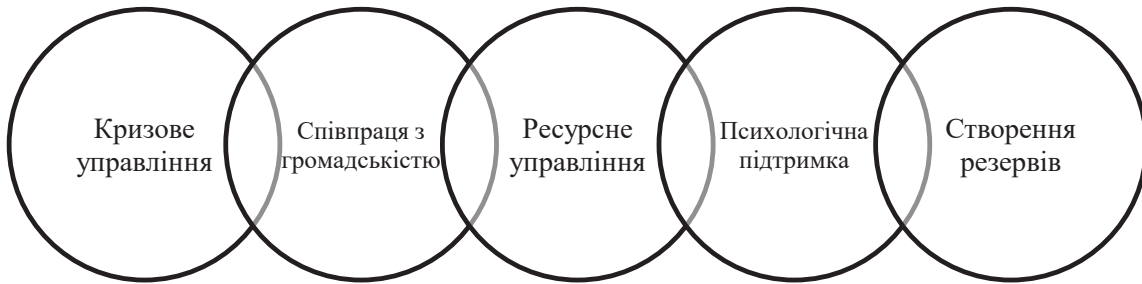 Кризове
управління
Співпраця з
громадськістю
Ресурсне
управління
Психологічна
підтримка
Створення
резервів